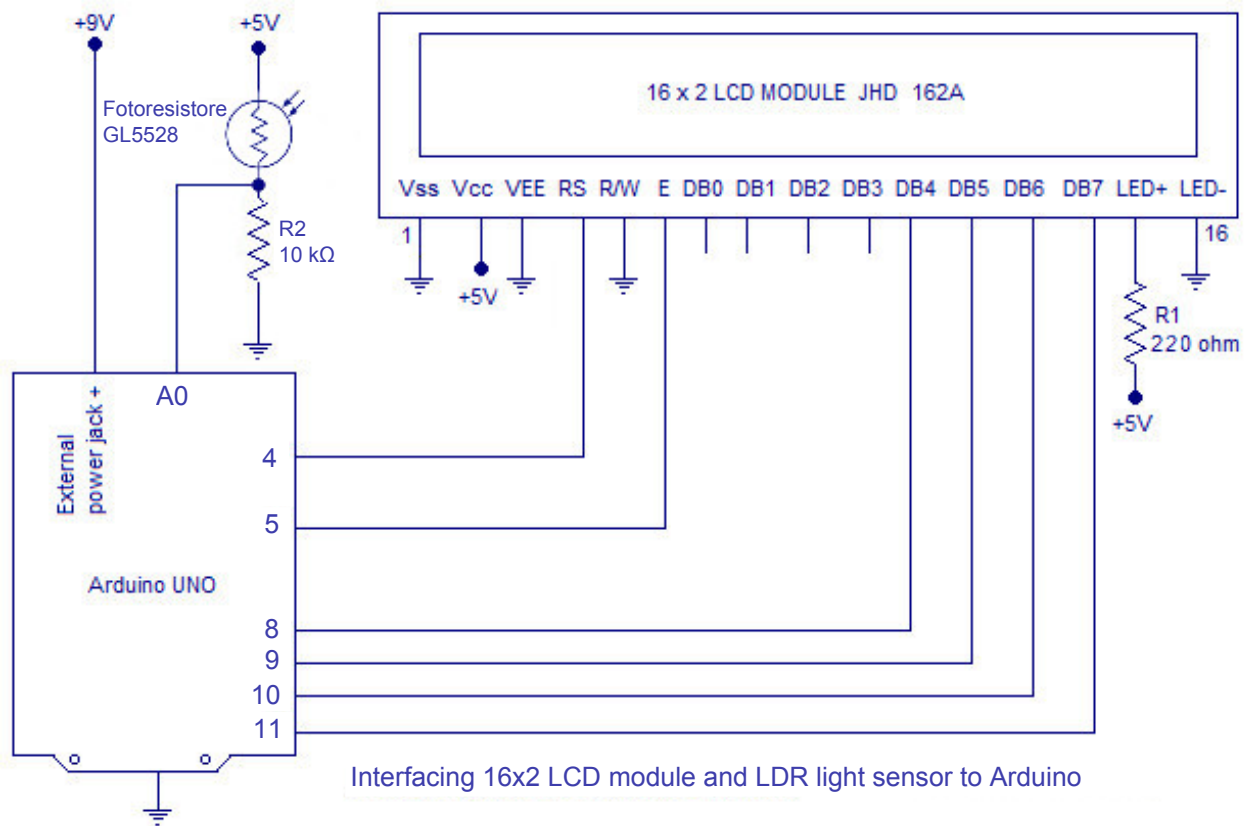 +9V
+5V
Fotoresistore
GL5528
R2
10 kΩ
16 x 2 LCD MODULE JHD 162A
Vss Vcc VEE RS R/W E DB0 DB1 DB2 DB3 DB4 DB5 DB6 DB7 LED+ LED-
1
16
+5V
R1
220 ohm
+5V
External
power jack +
A0
4
5
Arduino UNO
8
9
10
11
Interfacing 16x2 LCD module and LDR light sensor to Arduino